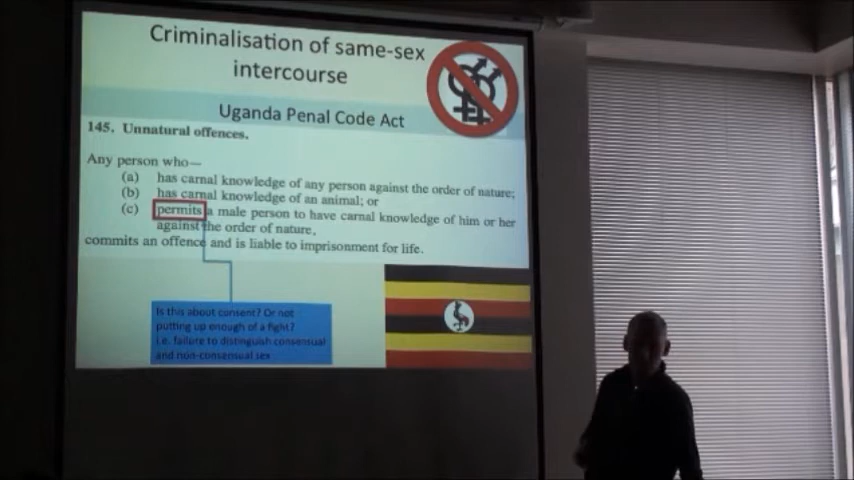 Criminalisation of same-sex
intercourse
Uganda Penal Code Act
145. Unnatural offences.
Any person who—
(a) has carnal knowledge of any person against the order of nature;
(b) has carnal knowledge of an animal; or
(c) permits a male person to have carnal knowledge of him or her
against the order of nature,
commits an offence and is liable to imprisonment for life.
Is this about consent? Or not
putting up enough of a fight?
i.e. failure to distinguish consensual
and non-consensual sex